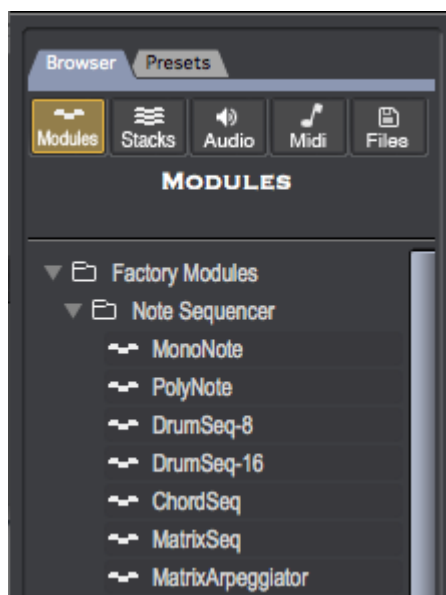 Browser Presets
Modules Stacks Audio Midi Files
MODULES
Factory Modules
Note Sequencer
MonoNote
PolyNote
DrumSeq-8
DrumSeq-16
ChordSeq
MatrixSeq
MatrixArpeggiator